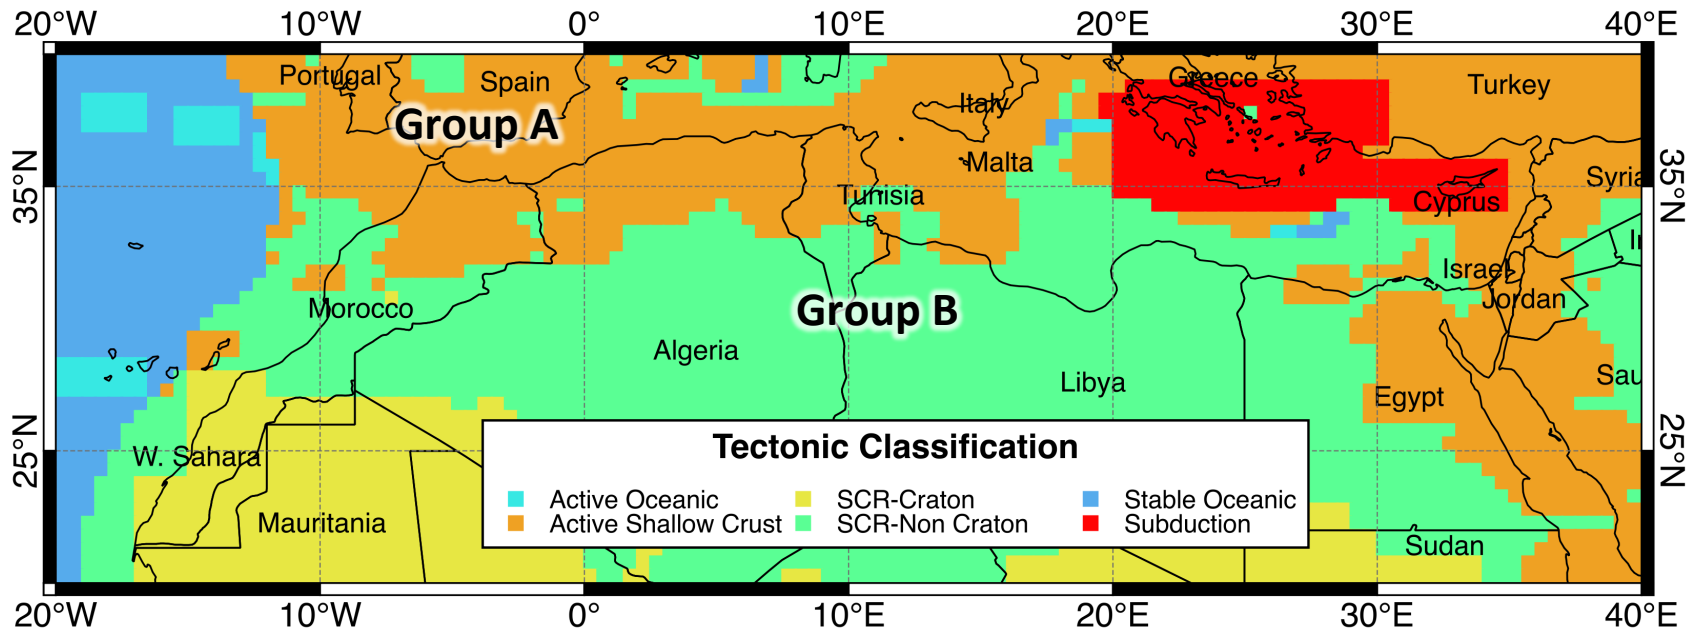 20°W 10°W 0° 10°E 20°E 30°E 40°E
Portugal Spain Greece Turkey
Italy
Group A
35°N Malta 35°N
Tunisia Syria
Cyprus
Ir
Israel
Morocco Group B Jordan
Algeria Libya Sau
Egypt
25°N W. Sahara 25°N
Tectonic Classification
Active Oceanic SCR-Craton Stable Oceanic
Active Shallow Crust SCR-Non Craton Subduction
Mauritania Sudan
20°W 10°W 0° 10°E 20°E 30°E 40°E